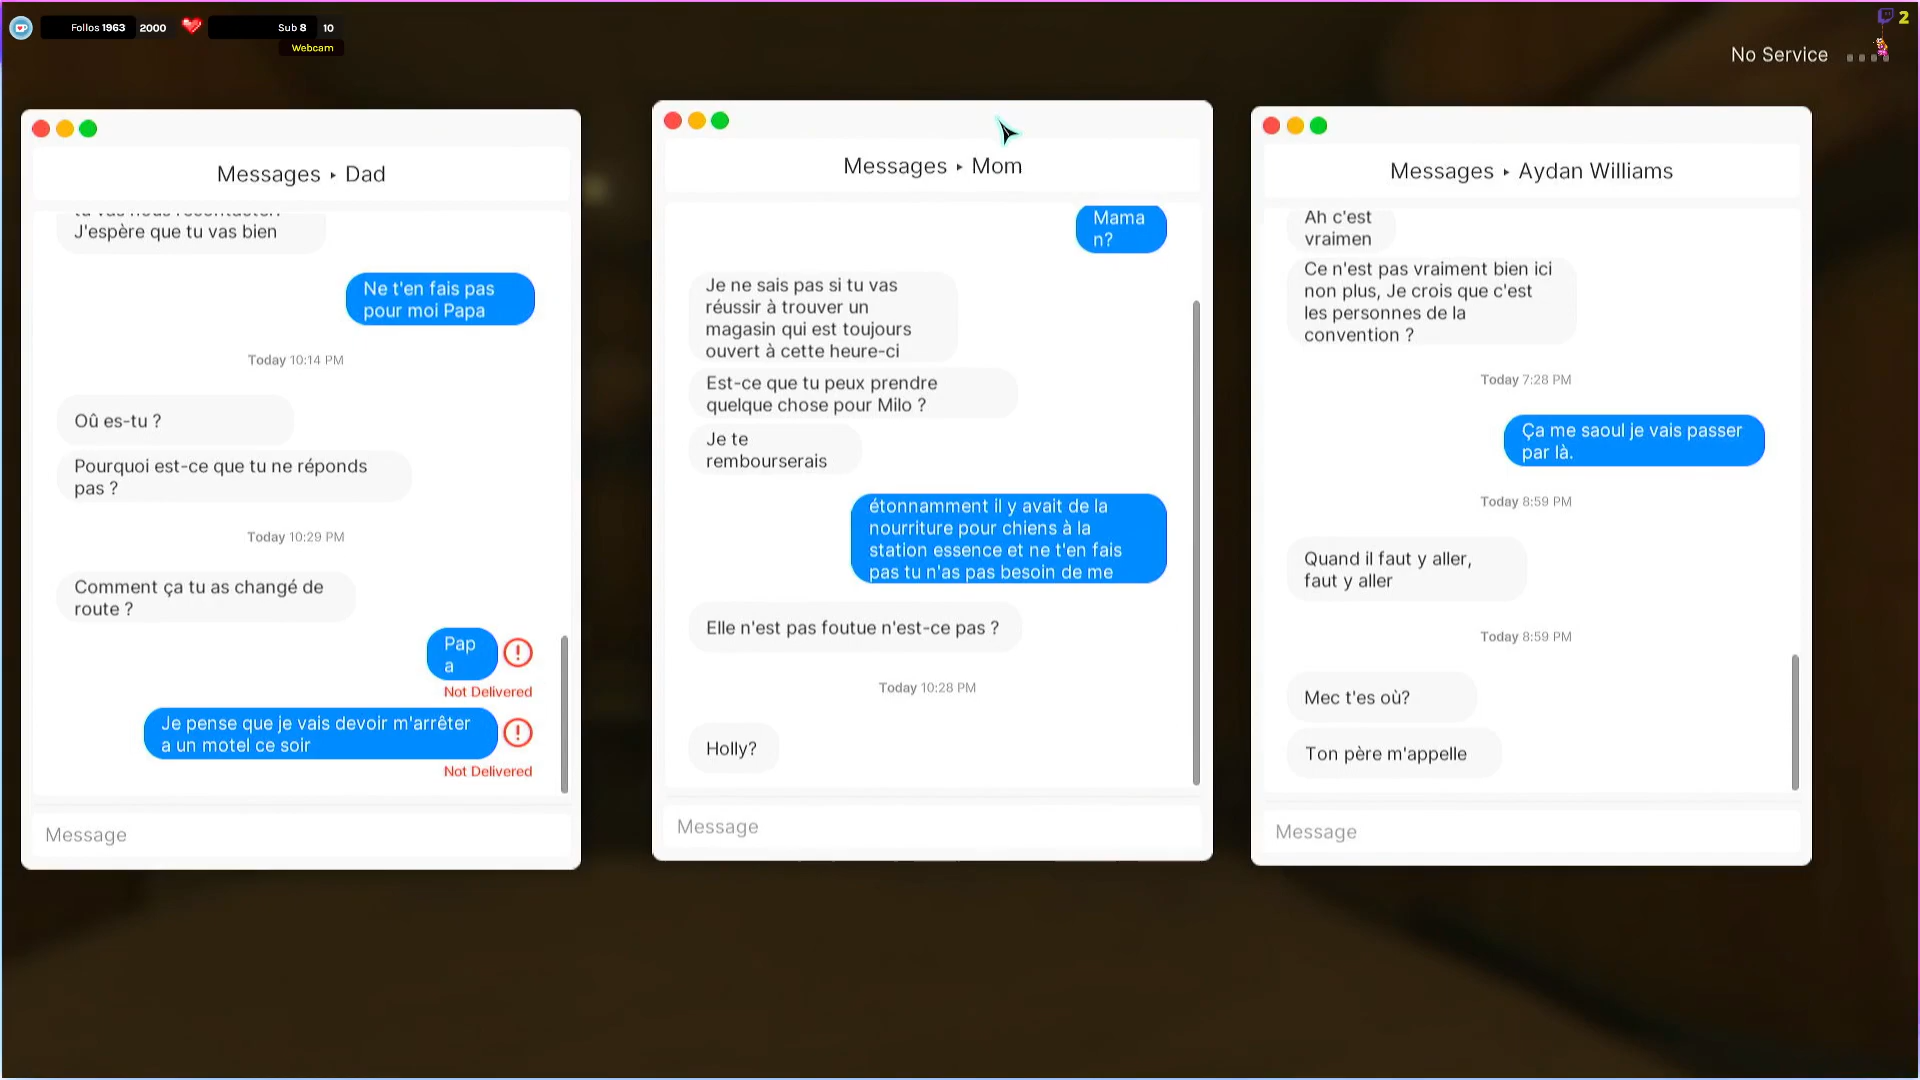 Follos 1963 2000
Sub 8 10
Webcam
2
No Service
Messages ▸ Dad
J'espère que tu vas bien
Ne t'en fais pas
pour moi Papa
Today 10:14 PM
Oû es-tu ?
Pourquoi est-ce que tu ne réponds
pas ?
Today 10:29 PM
Comment ça tu as changé de
route ?
Pap
a
Not Delivered
Je pense que je vais devoir m'arrêter
a un motel ce soir
Not Delivered
Message
Messages ▸ Mom
Mama
n?
Je ne sais pas si tu vas
réussir à trouver un
magasin qui est toujours
ouvert à cette heure-ci
Est-ce que tu peux prendre
quelque chose pour Milo ?
Je te
rembourserais
étonnamment il y avait de la
nourriture pour chiens à la
station essence et ne t'en fais
pas tu n'as pas besoin de me
Elle n'est pas foutue n'est-ce pas ?
Today 10:28 PM
Holly?
Message
Messages ▸ Aydan Williams
Ah c'est
vraimen
Ce n'est pas vraiment bien ici
non plus, Je crois que c'est
les personnes de la
convention ?
Today 7:28 PM
Ça me saoul je vais passer
par là.
Today 8:59 PM
Quand il faut y aller,
faut y aller
Today 8:59 PM
Mec t'es où?
Ton père m'appelle
Message